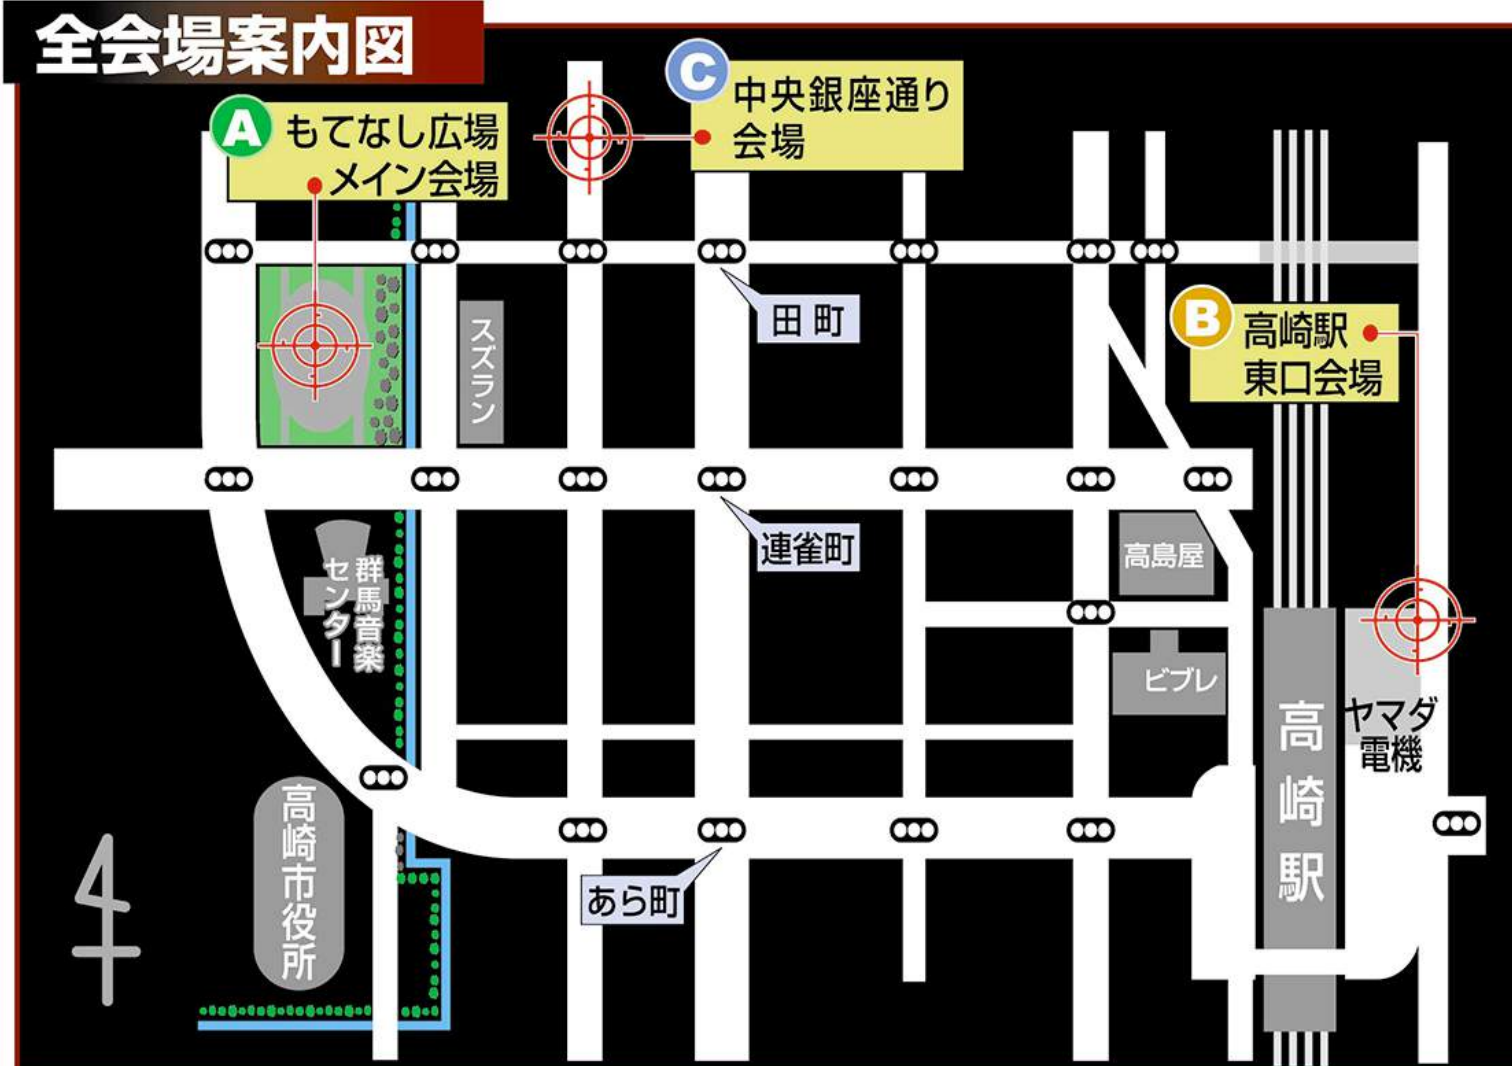 全会場案内図
A
もてなし広場
メイン会場
C
中央銀座通り
会場
田町
B
高崎駅
東口会場
スズラン
連雀町
高島屋
群馬音楽
センター
ビブレ
高崎駅
ヤマダ
電機
高崎市役所
あら町